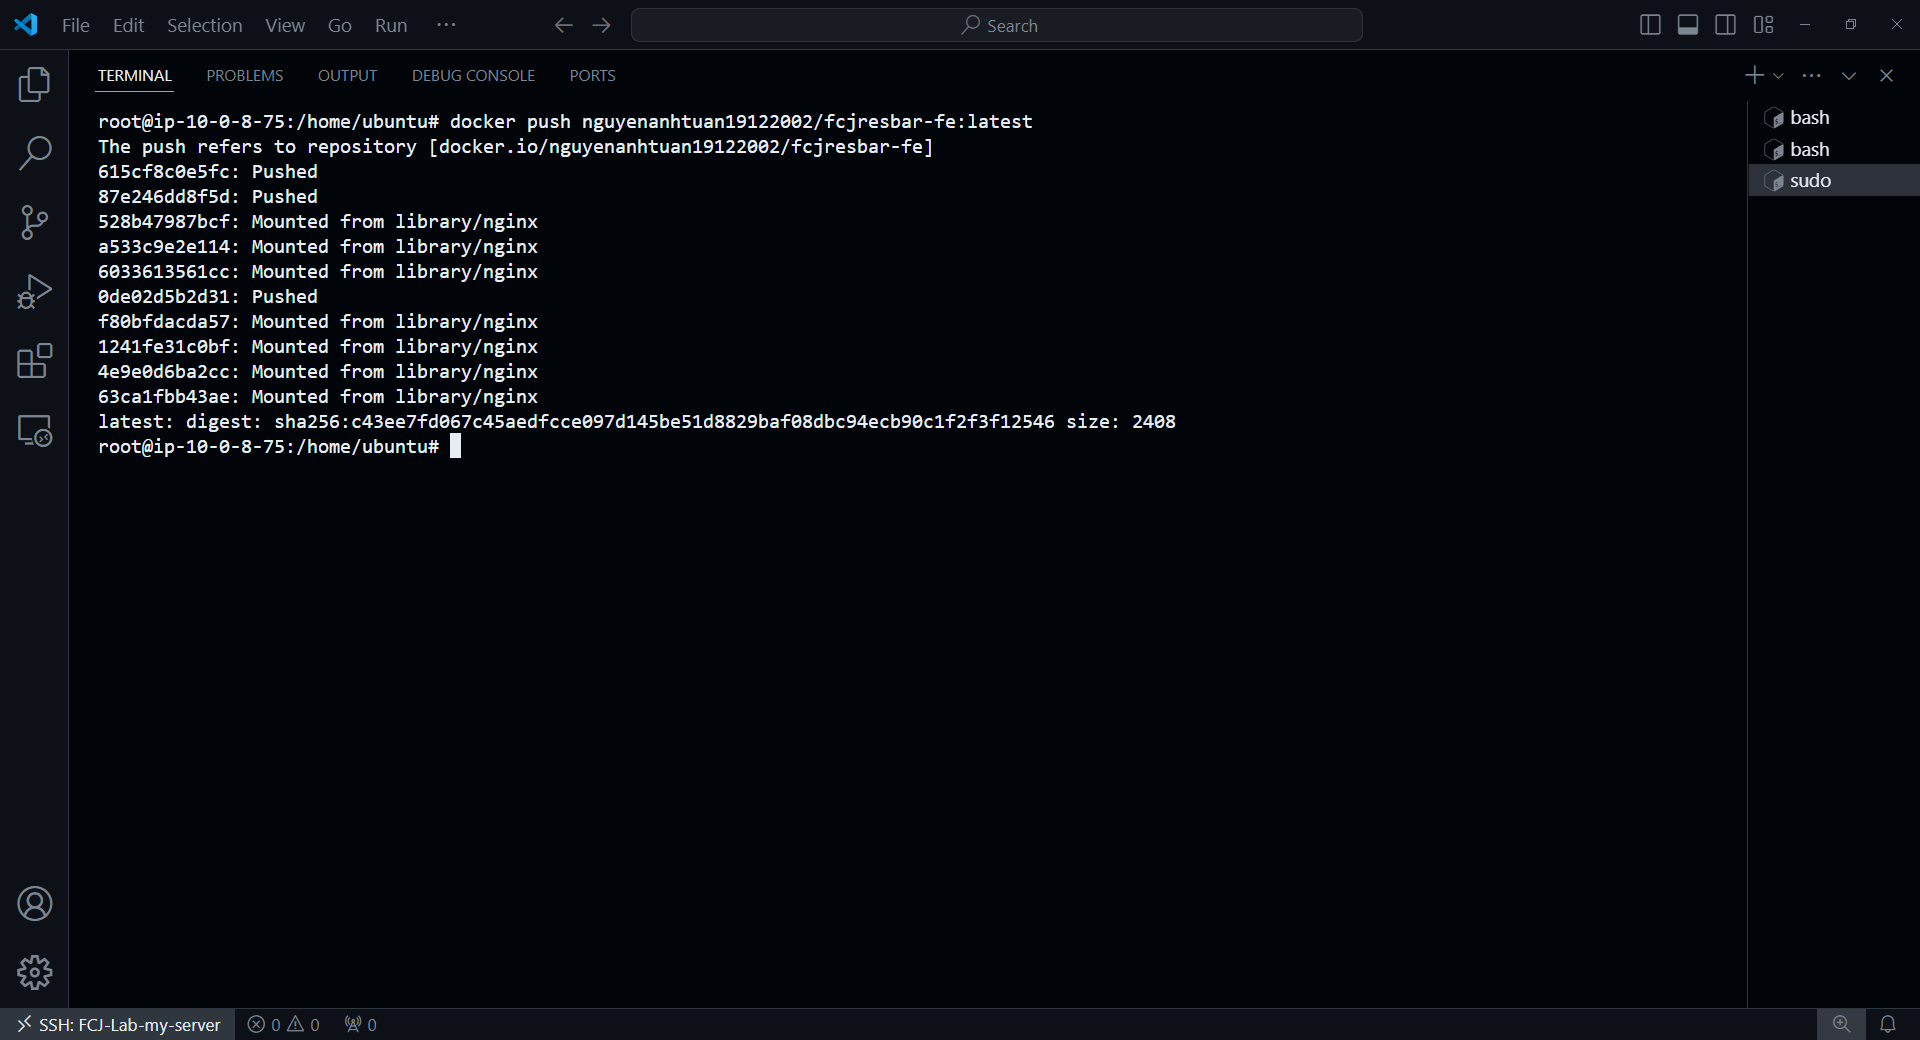 File Edit Selection View Go Run ···
Search
TERMINAL PROBLEMS OUTPUT DEBUG CONSOLE PORTS
root@ip-10-0-8-75:/home/ubuntu# docker push nguyenanhtuan19122002/fcjresbar-fe:latest
The push refers to repository [docker.io/nguyenanhtuan19122002/fcjresbar-fe]
615cf8c0e5fc: Pushed
87e246dd8f5d: Pushed
528b47987bcf: Mounted from library/nginx
a533c9e2e114: Mounted from library/nginx
6033613561cc: Mounted from library/nginx
0de02d5b2d31: Pushed
f80bfdacda57: Mounted from library/nginx
1241fe31c0bf: Mounted from library/nginx
4e9e0d6ba2cc: Mounted from library/nginx
63ca1fbb43ae: Mounted from library/nginx
latest: digest: sha256:c43ee7fd067c45aedfcce097d145be51d8829baf08dbc94ecb90c1f2f3f12546 size: 2408
root@ip-10-0-8-75:/home/ubuntu#
bash
bash
sudo
SSH: FCJ-Lab-my-server 0 0 0